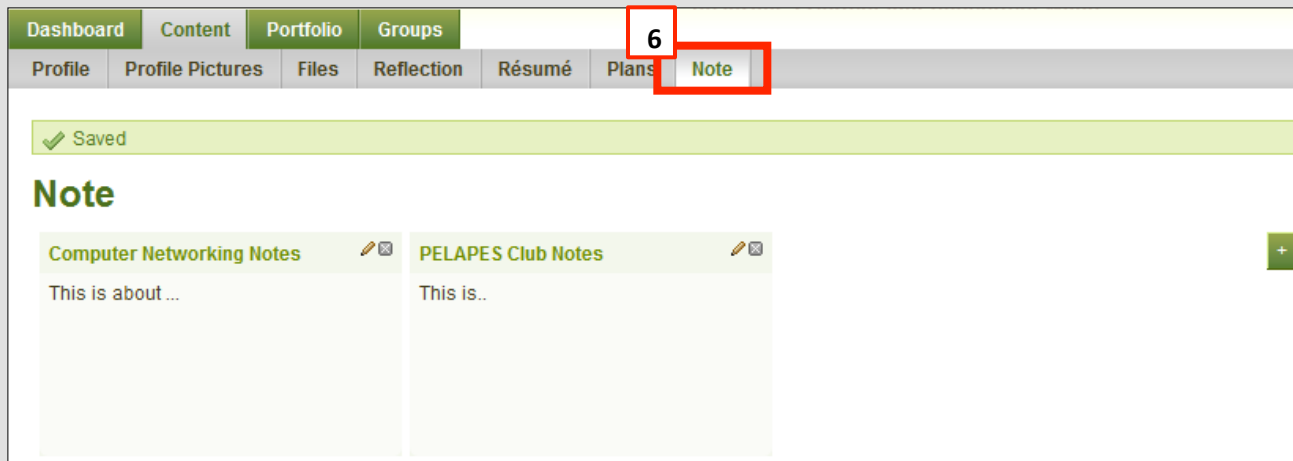 Dashboard Content Portfolio Groups
6
Profile Profile Pictures Files Reflection Résumé Plans Note
Saved
Note
Computer Networking Notes PELAPES Club Notes
+
This is about ... This is..